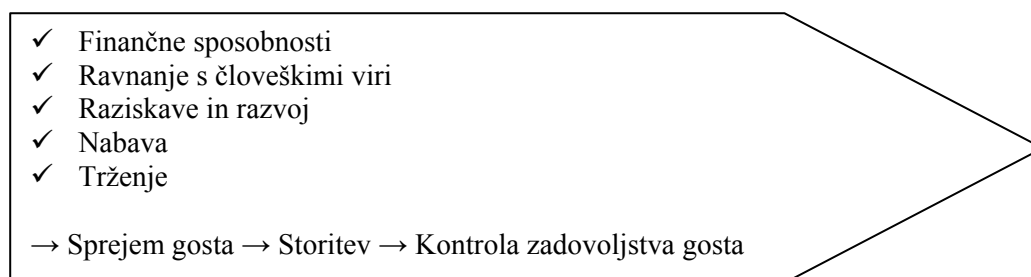 ✓ Finančne sposobnosti
✓ Ravnanje s človeškimi viri
✓ Raziskave in razvoj
✓ Nabava
✓ Trženje
→ Sprejem gosta → Storitev → Kontrola zadovoljstva gosta